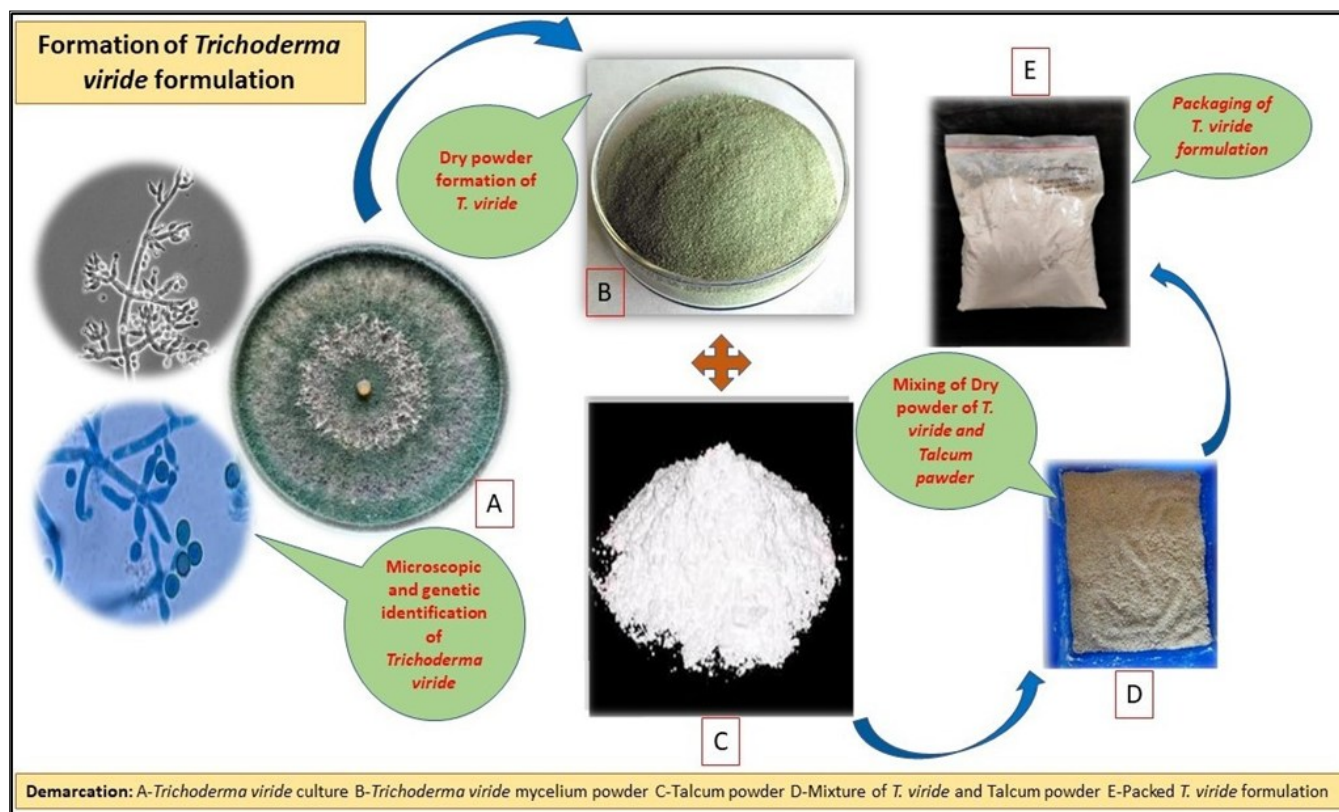 Formation of Trichoderma
viride formulation
Dry powder
formation of
T. viride
B
E
Packaging of
T. viride
formulation
A
Microscopic
and genetic
identification
of
Trichoderma
viride
Mixing of Dry
powder of T.
viride and
Talcum
pawder
C
D
Demarcation: A-Trichoderma viride culture B-Trichoderma viride mycelium powder C-Talcum powder D-Mixture of T. viride and Talcum powder E-Packed T. viride formulation